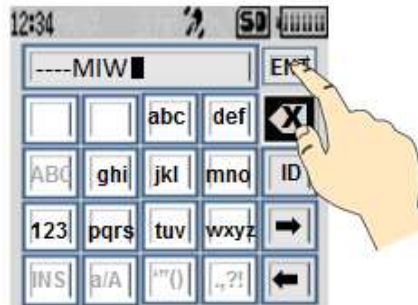 12:34 SD
----MIW ENT
abc def X
ABC ghi jkl mno ID
123 pqrs tuv wxyz →
INS a/A '"() .,?! ←